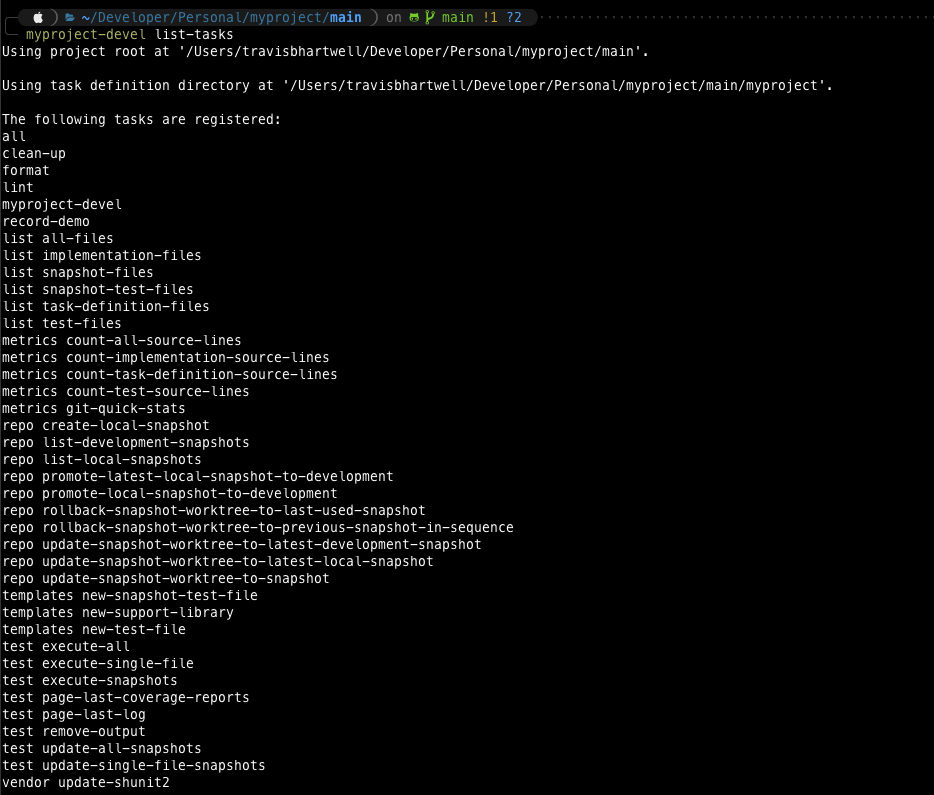 ~/Developer/Personal/myproject/main on main !1 ?2
myproject-devel list-tasks
Using project root at '/Users/travisbhartwell/Developer/Personal/myproject/main'.
Using task definition directory at '/Users/travisbhartwell/Developer/Personal/myproject/main/myproject'.
The following tasks are registered:
all
clean-up
format
lint
myproject-devel
record-demo
list all-files
list implementation-files
list snapshot-files
list snapshot-test-files
list task-definition-files
list test-files
metrics count-all-source-lines
metrics count-implementation-source-lines
metrics count-task-definition-source-lines
metrics count-test-source-lines
metrics git-quick-stats
repo create-local-snapshot
repo list-development-snapshots
repo list-local-snapshots
repo promote-latest-local-snapshot-to-development
repo promote-local-snapshot-to-development
repo rollback-snapshot-worktree-to-last-used-snapshot
repo rollback-snapshot-worktree-to-previous-snapshot-in-sequence
repo update-snapshot-worktree-to-latest-development-snapshot
repo update-snapshot-worktree-to-latest-local-snapshot
repo update-snapshot-worktree-to-snapshot
templates new-snapshot-test-file
templates new-support-library
templates new-test-file
test execute-all
test execute-single-file
test execute-snapshots
test page-last-coverage-reports
test page-last-log
test remove-output
test update-all-snapshots
test update-single-file-snapshots
vendor update-shunit2